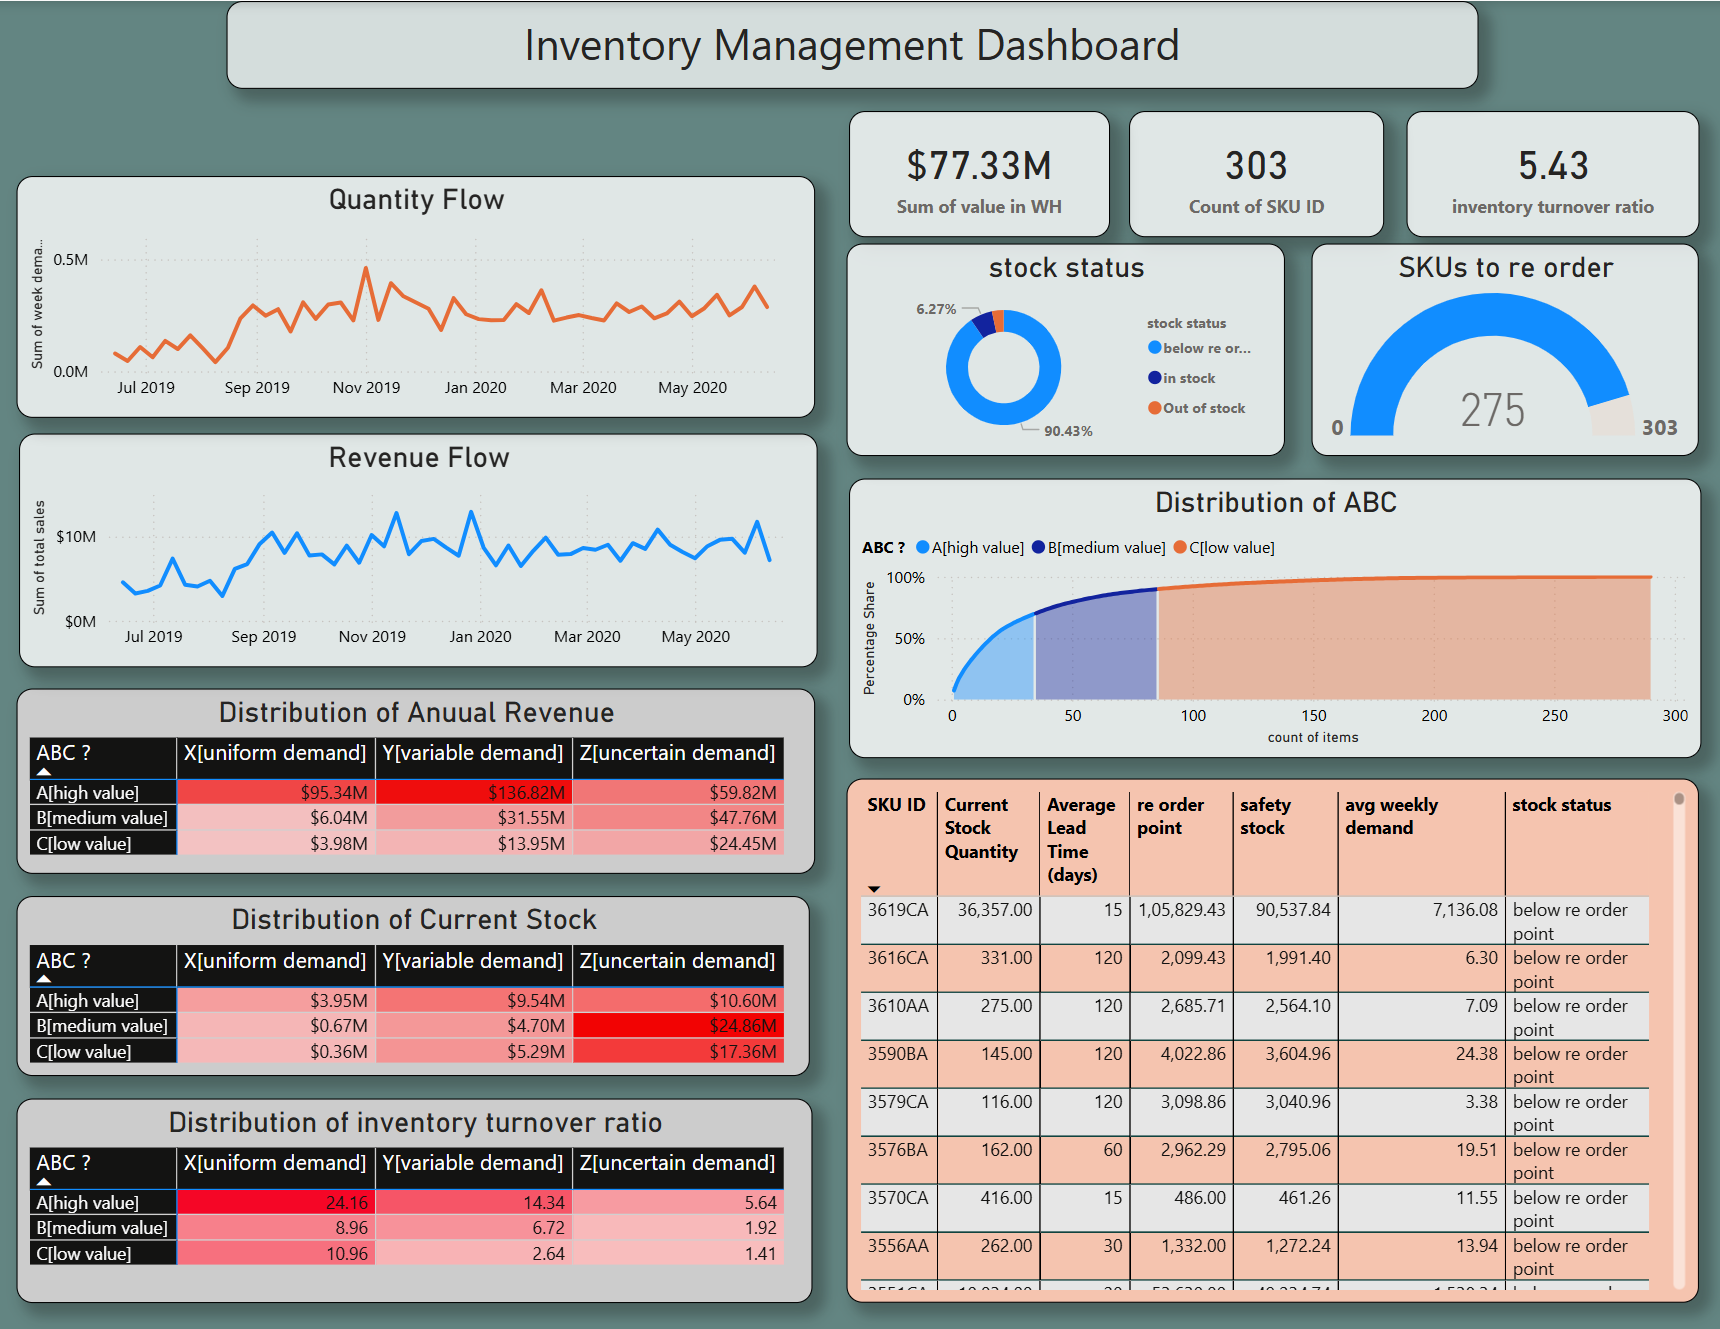 Inventory Management Dashboard
$77.33M
Sum of value in WH
303
Count of SKU ID
5.43
inventory turnover ratio
Quantity Flow
Sum of week dema...
0.5M
0.0M
Jul 2019 Sep 2019 Nov 2019 Jan 2020 Mar 2020 May 2020
stock status
6.27%
90.43%
stock status
below re or...
in stock
Out of stock
SKUs to re order
275
0
303
Revenue Flow
Sum of total sales
$10M
$0M
Jul 2019 Sep 2019 Nov 2019 Jan 2020 Mar 2020 May 2020
Distribution of ABC
ABC ? A[high value] B[medium value] C[low value]
Percentage Share
100%
50%
0%
0 50 100 150 200 250 300
count of items
Distribution of Anuual Revenue
ABC ? X[uniform demand] Y[variable demand] Z[uncertain demand]
A[high value] $95.34M $136.82M $59.82M
B[medium value] $6.04M $31.55M $47.76M
C[low value] $3.98M $13.95M $24.45M
Distribution of Current Stock
ABC ? X[uniform demand] Y[variable demand] Z[uncertain demand]
A[high value] $3.95M $9.54M $10.60M
B[medium value] $0.67M $4.70M $24.86M
C[low value] $0.36M $5.29M $17.36M
Distribution of inventory turnover ratio
ABC ? X[uniform demand] Y[variable demand] Z[uncertain demand]
A[high value] 24.16 14.34 5.64
B[medium value] 8.96 6.72 1.92
C[low value] 10.96 2.64 1.41
SKU ID Current Average re order safety avg weekly stock status
Stock Lead point stock demand
Quantity Time
(days)
3619CA 36,357.00 15 1,05,829.43 90,537.84 7,136.08 below re order
point
3616CA 331.00 120 2,099.43 1,991.40 6.30 below re order
point
3610AA 275.00 120 2,685.71 2,564.10 7.09 below re order
point
3590BA 145.00 120 4,022.86 3,604.96 24.38 below re order
point
3579CA 116.00 120 3,098.86 3,040.96 3.38 below re order
point
3576BA 162.00 60 2,962.29 2,795.06 19.51 below re order
point
3570CA 416.00 15 486.00 461.26 11.55 below re order
point
3556AA 262.00 30 1,332.00 1,272.24 13.94 below re order
point